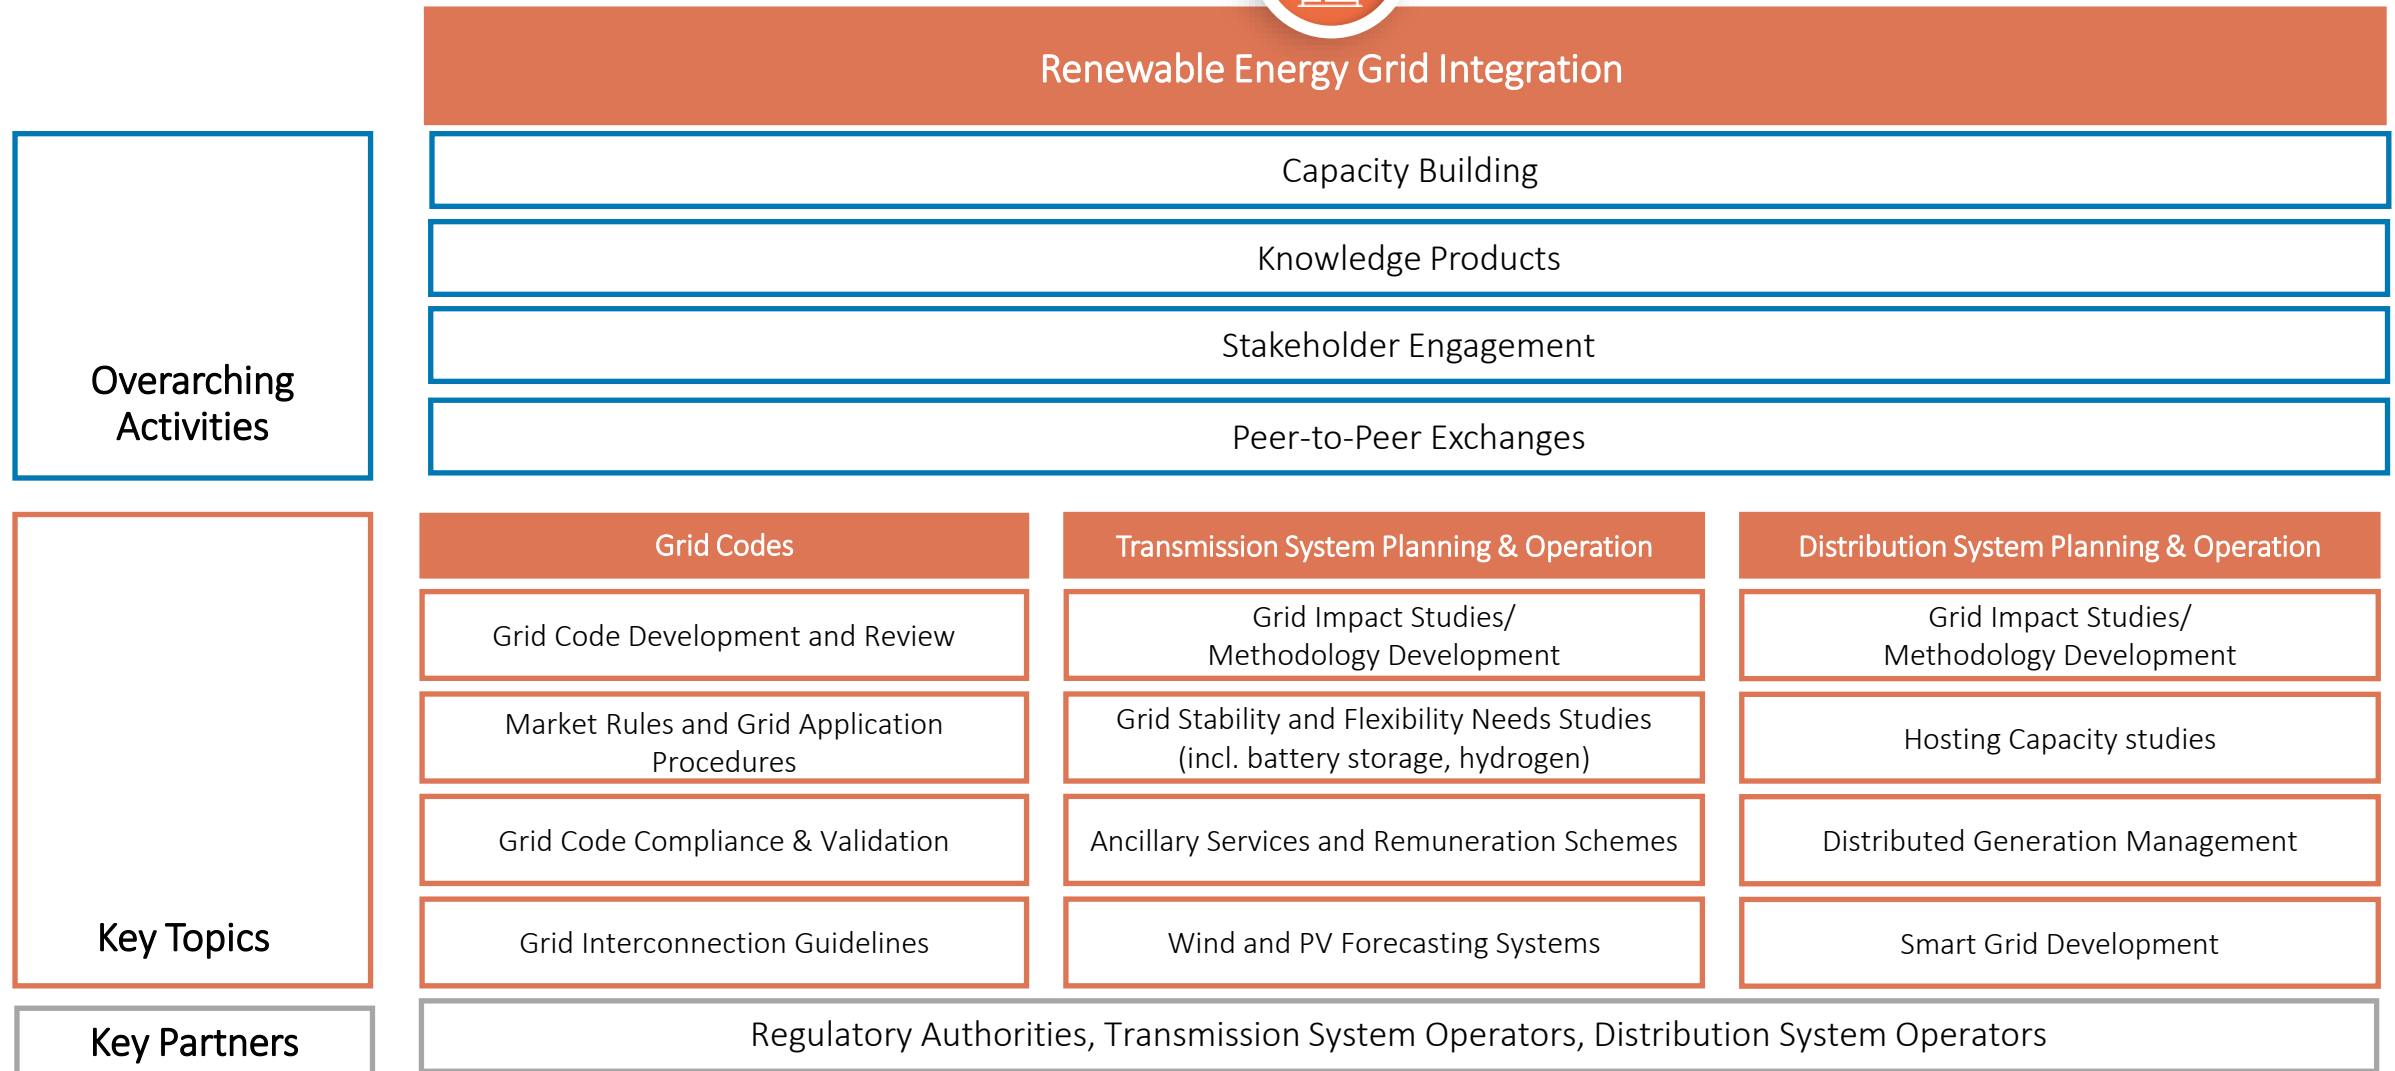 Renewable Energy Grid Integration
Overarching
Activities
Capacity Building
Knowledge Products
Stakeholder Engagement
Peer-to-Peer Exchanges
Key Topics
Grid Codes
Grid Code Development and Review
Market Rules and Grid Application
Procedures
Grid Code Compliance & Validation
Grid Interconnection Guidelines
Transmission System Planning & Operation
Grid Impact Studies/
Methodology Development
Grid Stability and Flexibility Needs Studies
(incl. battery storage, hydrogen)
Ancillary Services and Remuneration Schemes
Wind and PV Forecasting Systems
Distribution System Planning & Operation
Grid Impact Studies/
Methodology Development
Hosting Capacity studies
Distributed Generation Management
Smart Grid Development
Key Partners
Regulatory Authorities, Transmission System Operators, Distribution System Operators